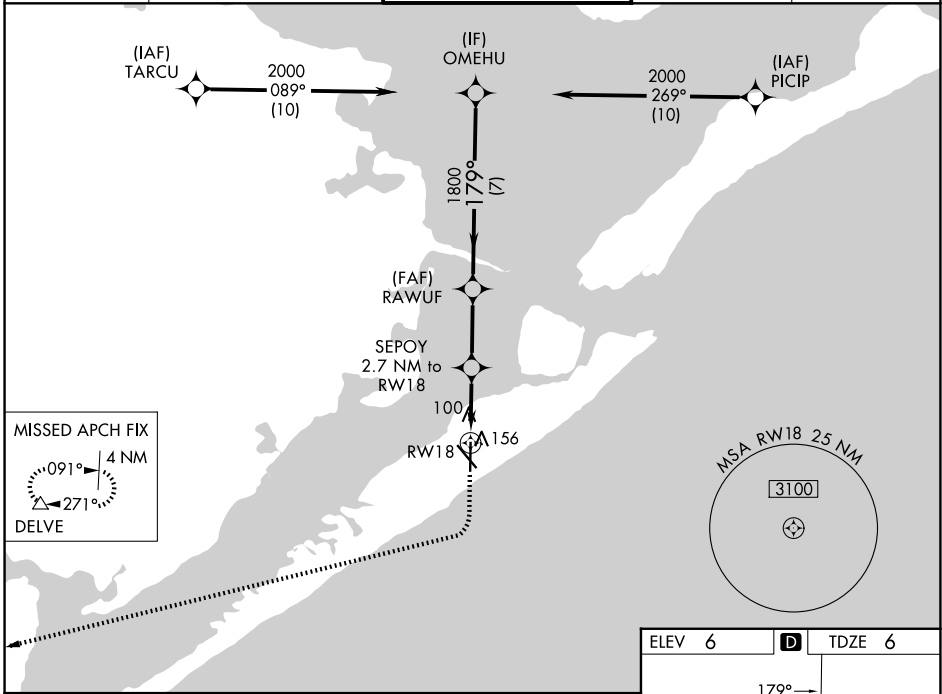 (IAF)
TARCU
2000
089°
(10)
(IF)
OMEHU
2000
269°
(10)
(IAF)
PICIP
1800
179°
(7)
(FAF)
RAWUF
SEPOY
2.7 NM to
RW18
100
156
RW18
MISSED APCH FIX
4 NM
091°
271°
DELVE
MSA RW18 25 NM
3100
ELEV 6 D TDZE 6
179°